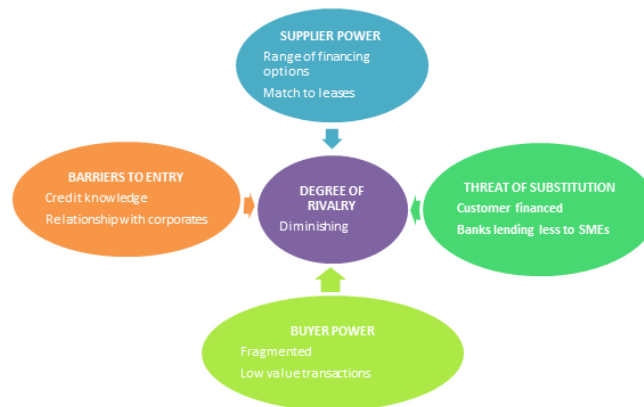 SUPPLIER POWER
Range of financing
options
Match to leases
BARRIERS TO ENTRY
Credit knowledge
Relationship with corporates
DEGREE OF
RIVALRY
Diminishing
THREAT OF SUBSTITUTION
Customer financed
Banks lending less to SMEs
BUYER POWER
Fragmented
Low value transactions